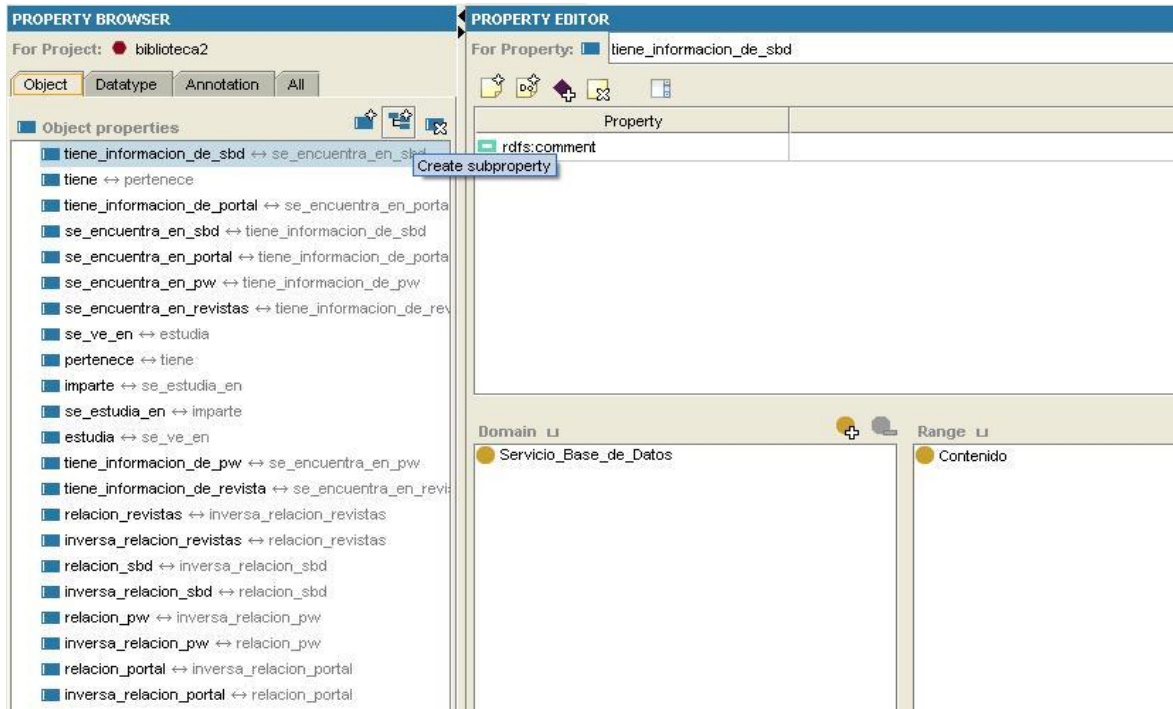 PROPERTY BROWSER
For Project: biblioteca2
Object Datatype Annotation All
Object properties
tiene_informacion_de_sbd ↔ se_encuentra_en_sbd
Create subproperty
tiene ↔ pertenece
tiene_informacion_de_portal ↔ se_encuentra_en_porta
se_encuentra_en_sbd ↔ tiene_informacion_de_sbd
se_encuentra_en_portal ↔ tiene_informacion_de_porta
se_encuentra_en_pw ↔ tiene_informacion_de_pw
se_encuentra_en_revistas ↔ tiene_informacion_de_rev
se_ve_en ↔ estudia
pertenece ↔ tiene
imparte ↔ se_estudia_en
se_estudia_en ↔ imparte
estudia ↔ se_ve_en
tiene_informacion_de_pw ↔ se_encuentra_en_pw
tiene_informacion_de_revista ↔ se_encuentra_en_revi
relacion_revistas ↔ inversa_relacion_revistas
inversa_relacion_revistas ↔ relacion_revistas
relacion_sbd ↔ inversa_relacion_sbd
inversa_relacion_sbd ↔ relacion_sbd
relacion_pw ↔ inversa_relacion_pw
inversa_relacion_pw ↔ relacion_pw
relacion_portal ↔ inversa_relacion_portal
inversa_relacion_portal ↔ relacion_portal
PROPERTY EDITOR
For Property: tiene_informacion_de_sbd
Property
rdfs:comment
Domain ⊔
Servicio_Base_de_Datos
Range ⊔
Contenido